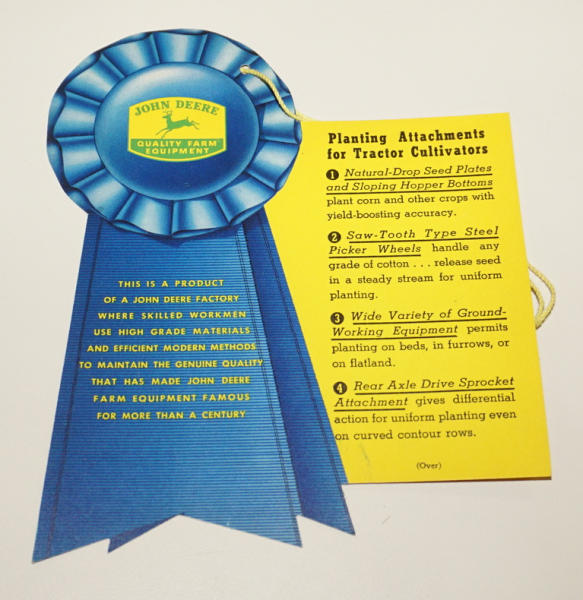 JOHN DEERE
QUALITY FARM
EQUIPMENT
THIS IS A PRODUCT
OF A JOHN DEERE FACTORY
WHERE SKILLED WORKMEN
USE HIGH GRADE MATERIALS
AND EFFICIENT MODERN METHODS
TO MAINTAIN THE GENUINE QUALITY
THAT HAS MADE JOHN DEERE
FARM EQUIPMENT FAMOUS
FOR MORE THAN A CENTURY
Planting Attachments
for Tractor Cultivators
1 Natural-Drop Seed Plates
and Sloping Hopper Bottoms
plant corn and other crops with
yield-boosting accuracy.
2 Saw-Tooth Type Steel
Picker Wheels handle any
grade of cotton . . . release seed
in a steady stream for uniform
planting.
3 Wide Variety of Ground-
Working Equipment permits
planting on beds, in furrows, or
on flatland.
4 Rear Axle Drive Sprocket
Attachment gives differential
action for uniform planting even
on curved contour rows.
(Over)